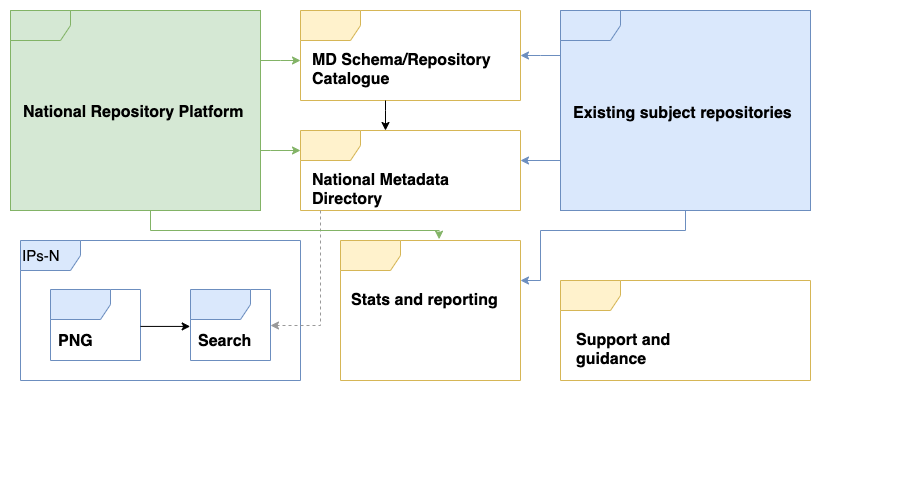 National Repository Platform
MD Schema/Repository
Catalogue
Existing subject repositories
National Metadata
Directory
IPs-N
PNG
Search
Stats and reporting
Support and
guidance